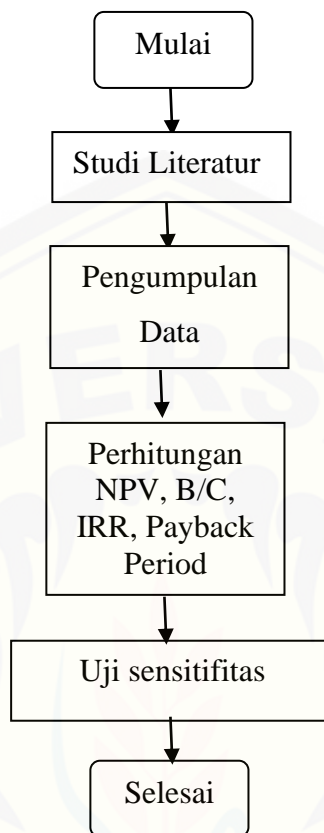 Mulai
Studi Literatur
Pengumpulan
Data
Perhitungan
NPV, B/C,
IRR, Payback
Period
Uji sensitifitas
Selesai